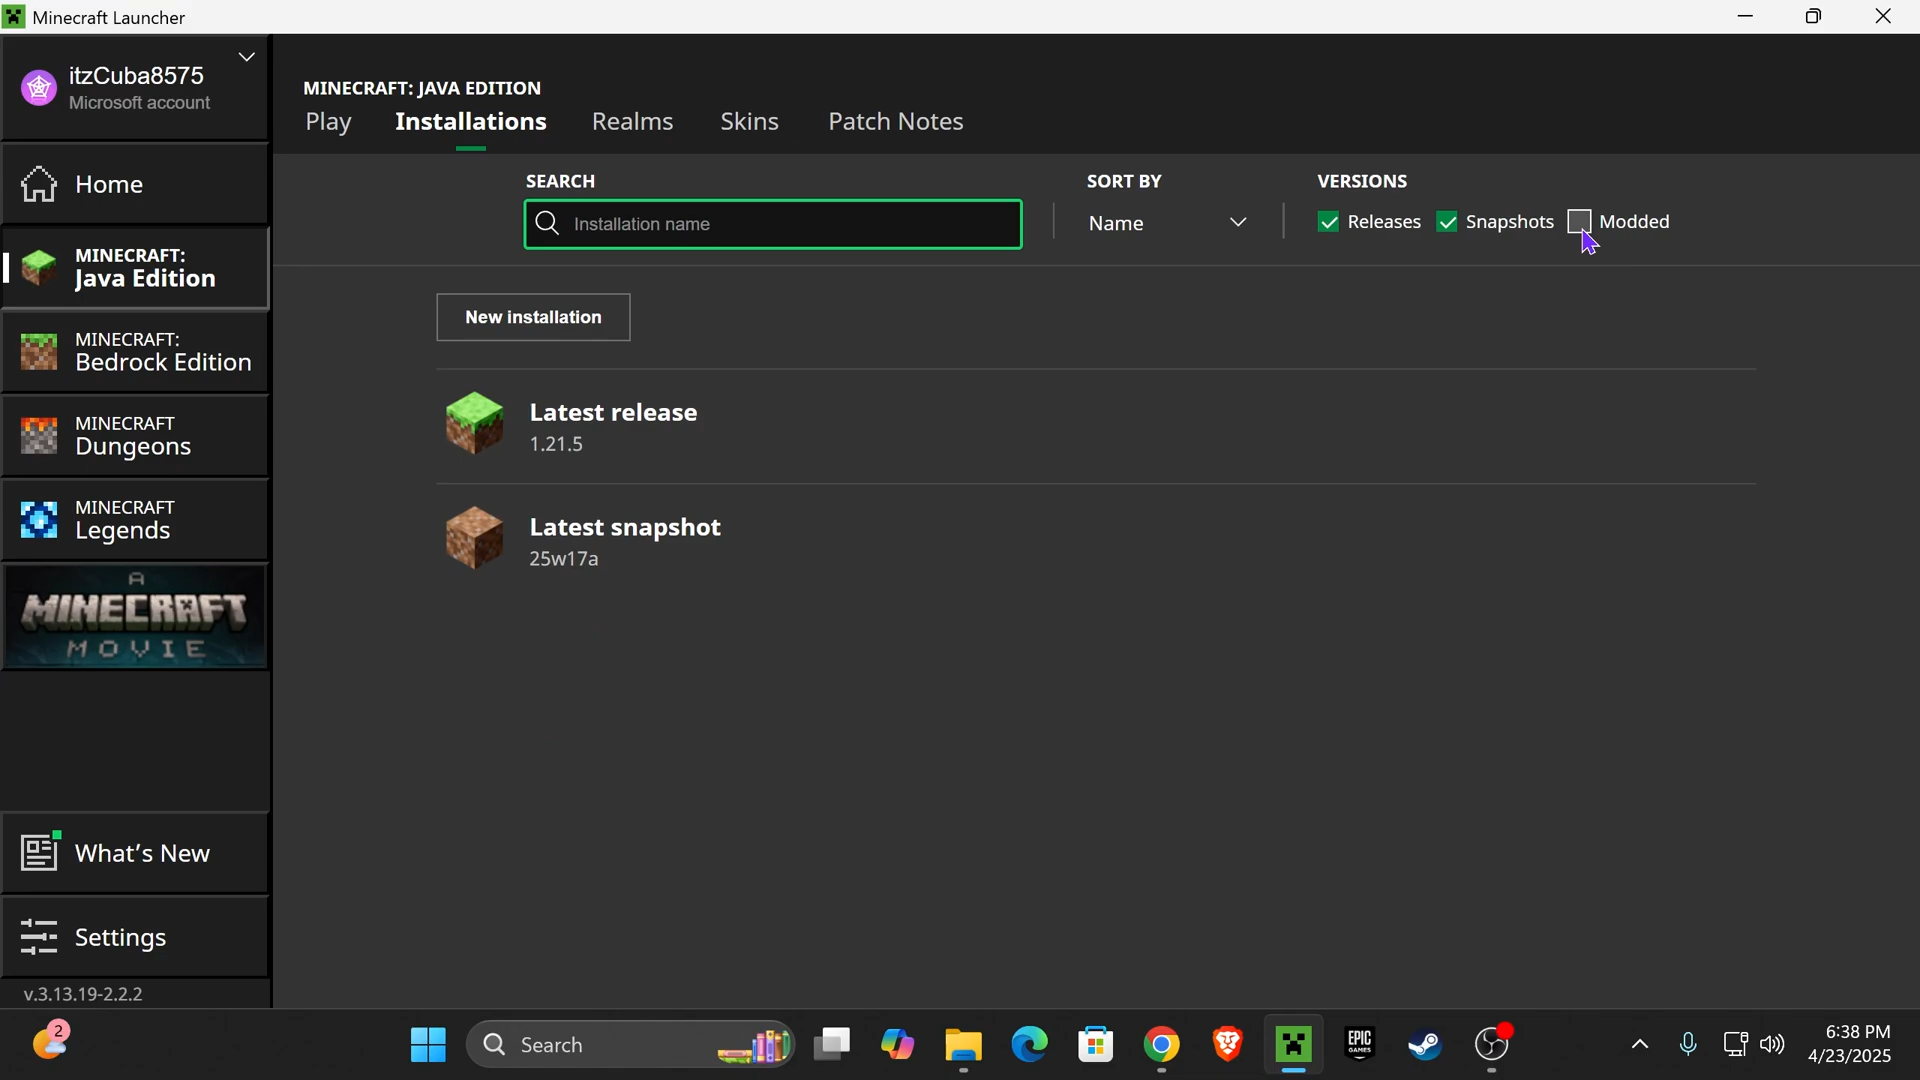 Minecraft Launcher
itzCuba8575
Microsoft account
Home
MINECRAFT:
Java Edition
MINECRAFT:
Bedrock Edition
MINECRAFT
Dungeons
MINECRAFT
Legends
A
MINECRAFT
MOVIE
What's New
Settings
v.3.13.19-2.2.2
MINECRAFT: JAVA EDITION
Play Installations Realms Skins Patch Notes
SEARCH SORT BY VERSIONS
Installation name Name Releases Snapshots Modded
New installation
Latest release
1.21.5
Latest snapshot
25w17a
2
Search
EPIC
GAMES
6:38 PM
4/23/2025